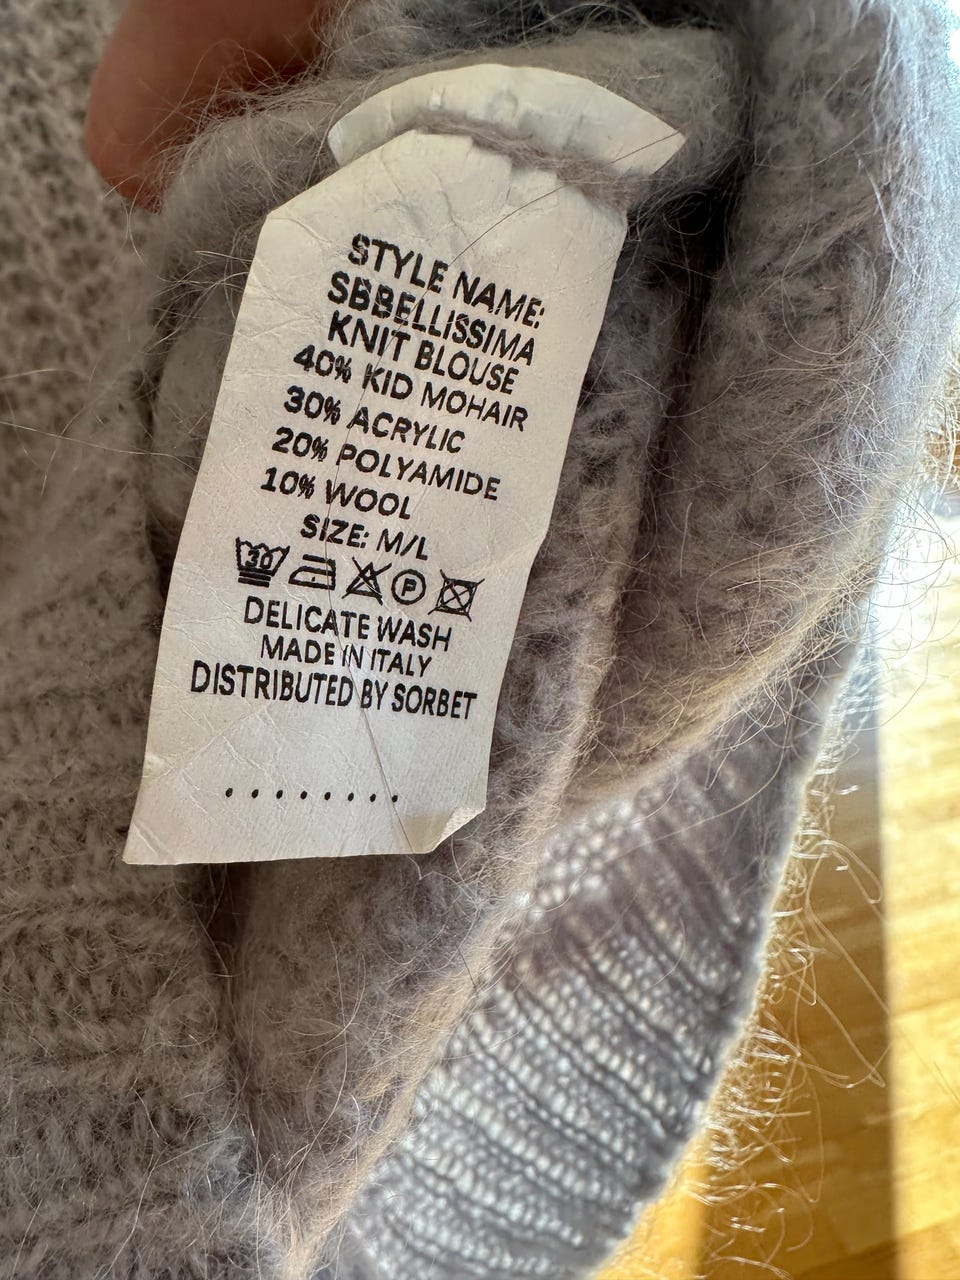 STYLE NAME:
SBBELLISSIMA
KNIT BLOUSE
40% KID MOHAIR
30% ACRYLIC
20% POLYAMIDE
10% WOOL
SIZE: M/L
30 P
DELICATE WASH
MADE IN ITALY
DISTRIBUTED BY SORBET
........